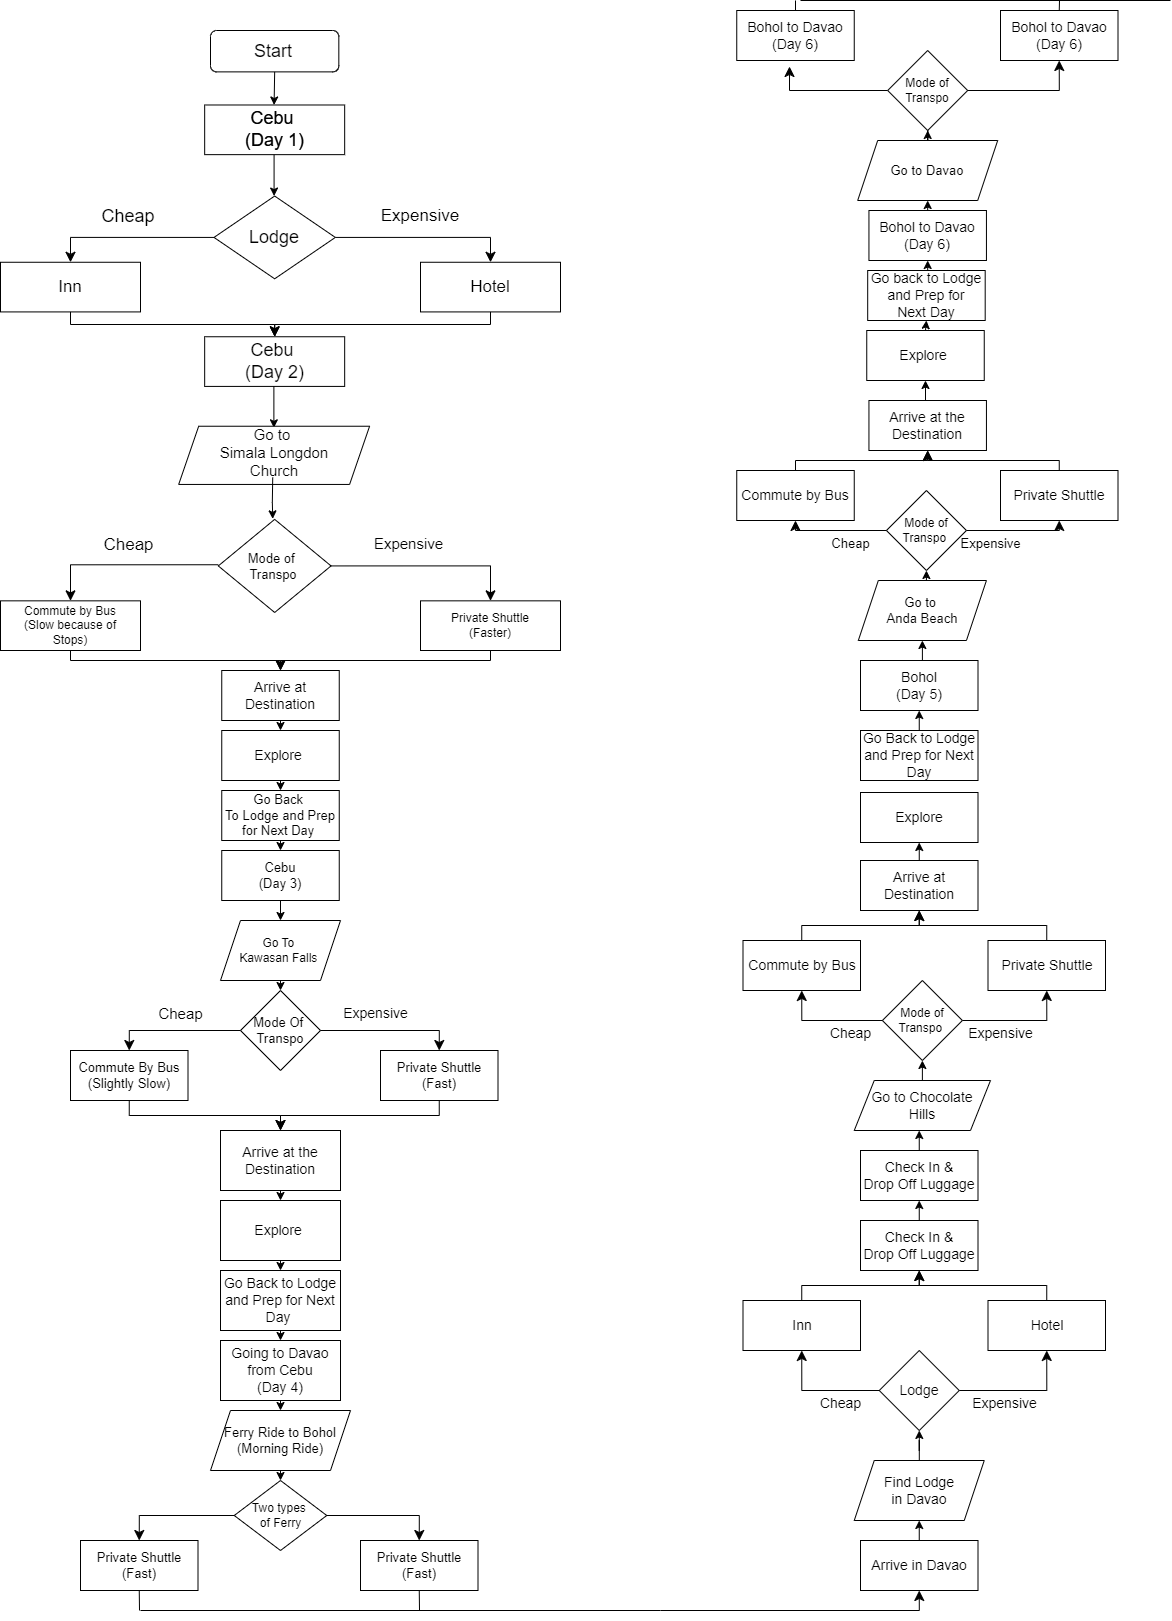 Start
Cebu
(Day 1)
Cheap
Expensive
Lodge
Inn
Hotel
Cebu
(Day 2)
Go to
Simala Longdon
Church
Cheap
Expensive
Mode of
Transpo
Commute by Bus
(Slow because of
Stops)
Private Shuttle
(Faster)
Arrive at
Destination
Explore
Go Back
To Lodge and Prep
for Next Day
Cebu
(Day 3)
Go To
Kawasan Falls
Cheap
Expensive
Mode Of
Transpo
Commute By Bus
(Slightly Slow)
Private Shuttle
(Fast)
Arrive at the
Destination
Explore
Go Back to Lodge
and Prep for Next
Day
Going to Davao
from Cebu
(Day 4)
Ferry Ride to Bohol
(Morning Ride)
Two types
of Ferry
Private Shuttle
(Fast)
Private Shuttle
(Fast)
Arrive in Davao
Find Lodge
in Davao
Lodge
Cheap
Expensive
Inn
Hotel
Check In &
Drop Off Luggage
Check In &
Drop Off Luggage
Go to Chocolate
Hills
Mode of
Transpo
Cheap
Expensive
Commute by Bus
Private Shuttle
Arrive at
Destination
Explore
Go Back to Lodge
and Prep for Next
Day
Bohol
(Day 5)
Go to
Anda Beach
Mode of
Transpo
Cheap
Expensive
Commute by Bus
Private Shuttle
Arrive at the
Destination
Explore
Go back to Lodge
and Prep for
Next Day
Bohol to Davao
(Day 6)
Go to Davao
Mode of
Transpo
Bohol to Davao
(Day 6)
Bohol to Davao
(Day 6)